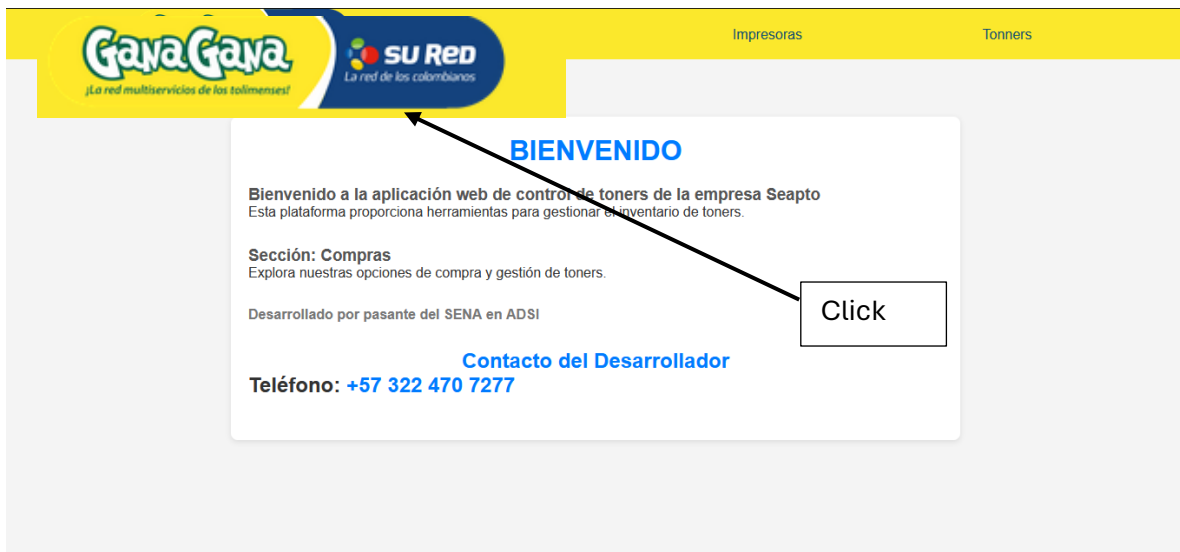 GanaGana
¡La red multiservicios de los tolimenses!
SU RED
La red de los colombianos
Impresoras
Tonners
BIENVENIDO
Bienvenido a la aplicación web de control de toners de la empresa Seapto
Esta plataforma proporciona herramientas para gestionar el inventario de toners.
Sección: Compras
Explora nuestras opciones de compra y gestión de toners.
Desarrollado por pasante del SENA en ADSI
Click
Contacto del Desarrollador
Teléfono: +57 322 470 7277